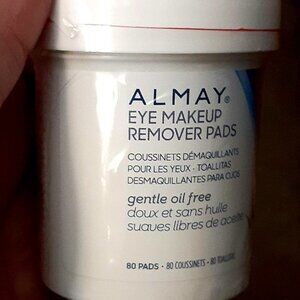 ALMAY®
EYE MAKEUP
REMOVER PADS
COUSSINETS DÉMAQUILLANTS
POUR LES YEUX · TOALLITAS
DESMAQUILLANTES PARA OJOS
gentle oil free
doux et sans huile
suaves libres de aceite
80 PADS · 80 COUSSINETS · 80 TOALLITAS